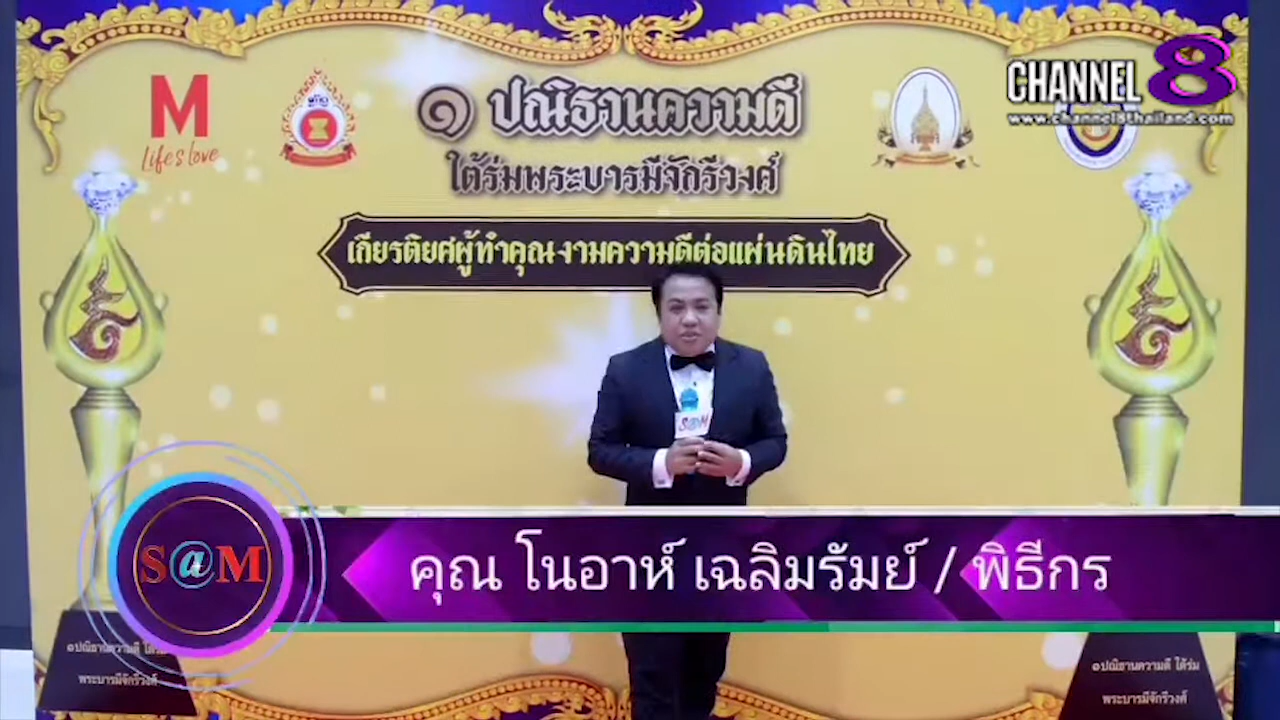 CHANNEL 8
www.channel8thailand.com
M
Life's love
๑ ปณิธานความดี
ใต้ร่มพระบารมีจักรีวงศ์
เกียรติยศผู้ทำคุณงามความดีต่อแผ่นดินไทย
S@M
S@M
คุณ โนอาห์ เฉลิมรัมย์ / พิธีกร
๑ปณิธานความดี ใต้ร่ม
พระบารมีจักรีวงศ์
๑ปณิธานความดี ใต้ร่ม
พระบารมีจักรีวงศ์